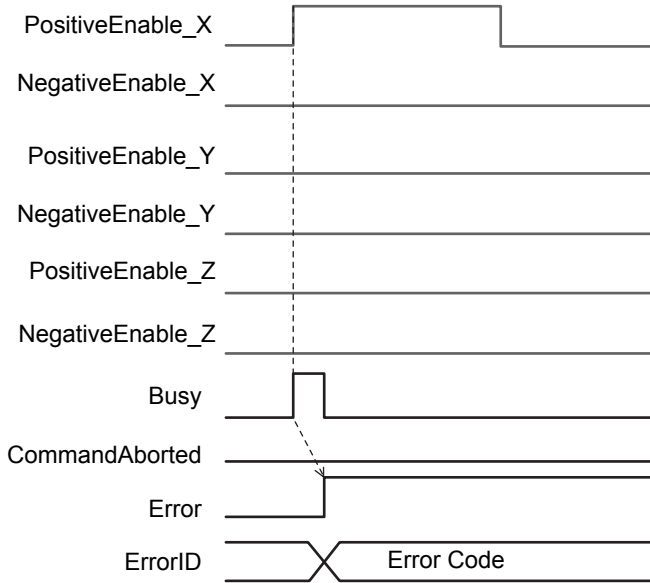 PositiveEnable_X
NegativeEnable_X
PositiveEnable_Y
NegativeEnable_Y
PositiveEnable_Z
NegativeEnable_Z
Busy
CommandAborted
Error
ErrorID Error Code